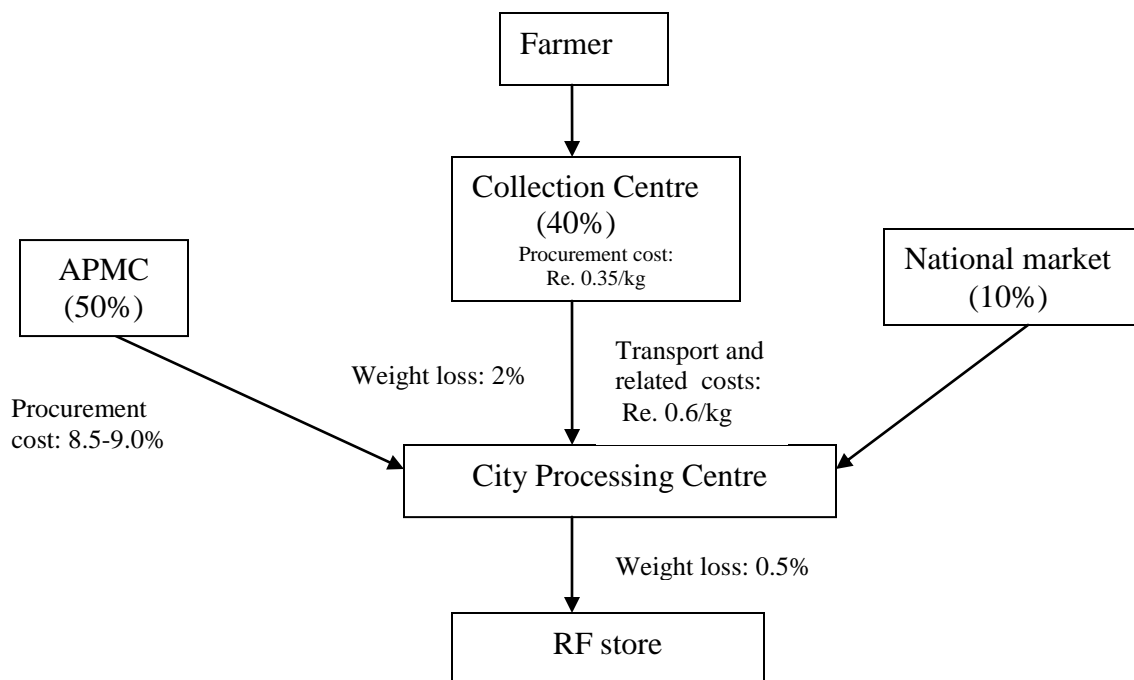 Farmer
Collection Centre
(40%)
Procurement cost:
Re. 0.35/kg
APMC
(50%)
National market
(10%)
Weight loss: 2%
Transport and
related costs:
Re. 0.6/kg
Procurement
cost: 8.5-9.0%
City Processing Centre
Weight loss: 0.5%
RF store